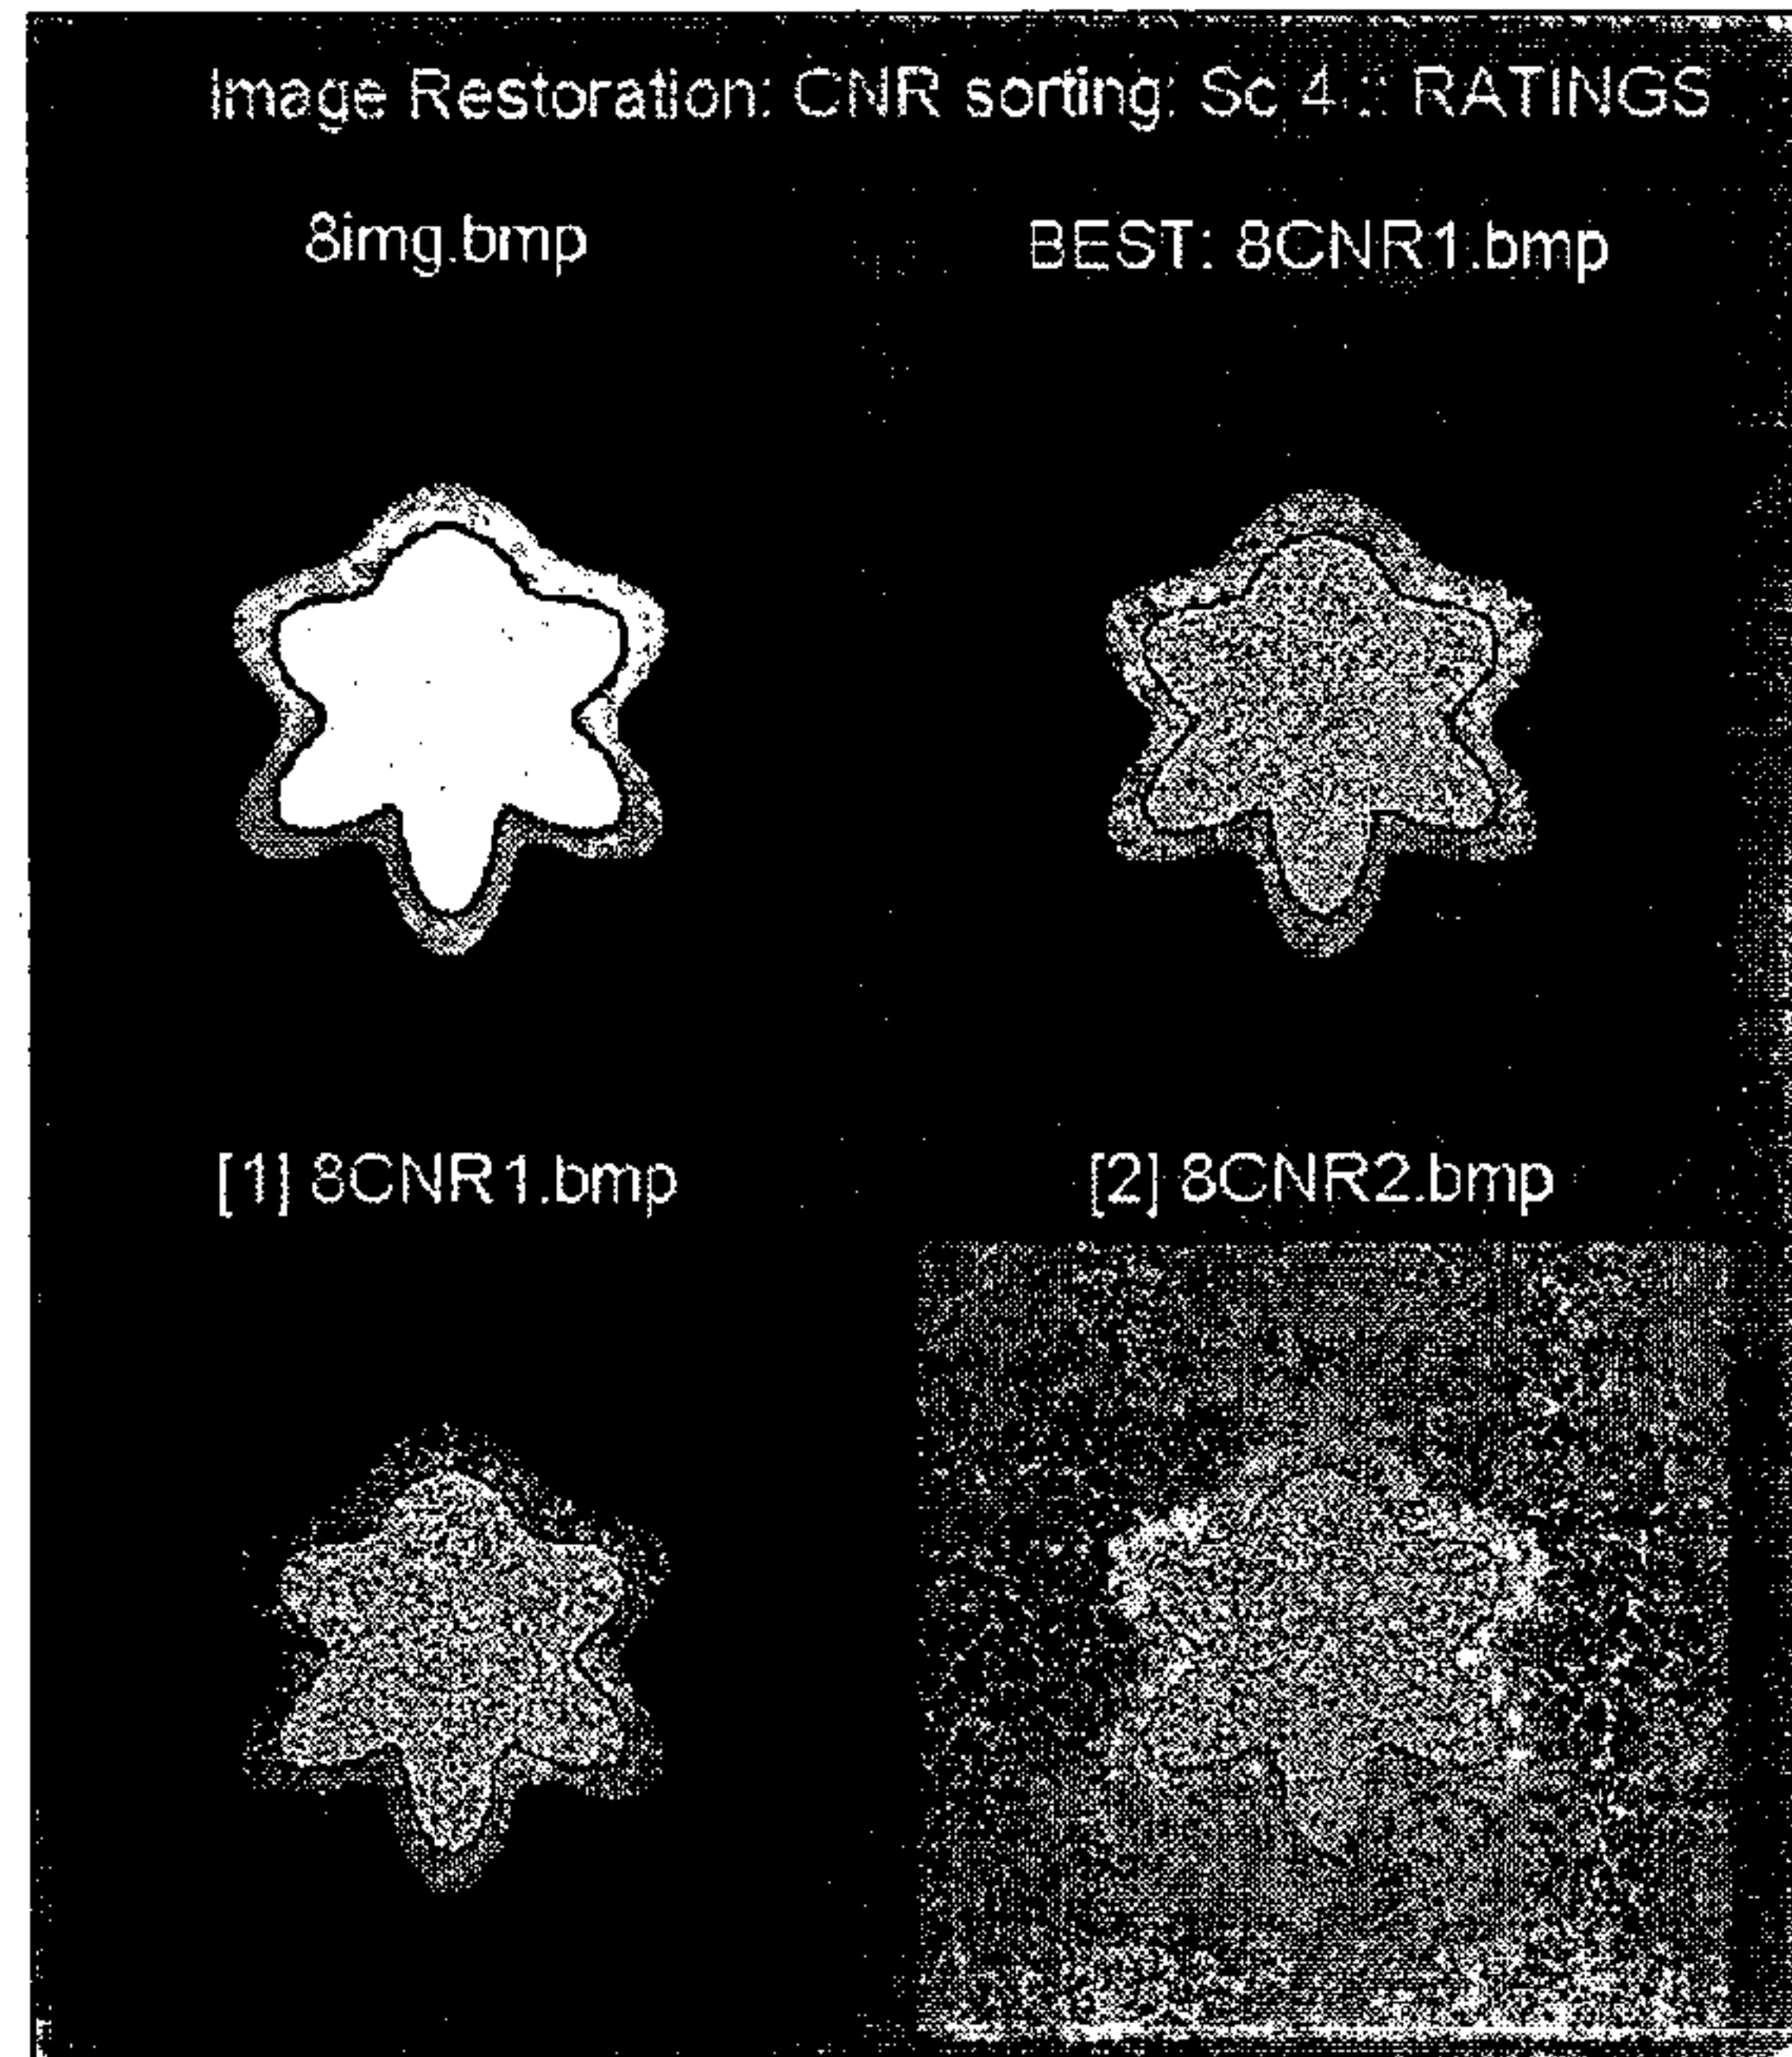 Image Restoration: CNR sorting: Sc 4 :: RATINGS
8img.bmp
BEST: 8CNR1.bmp
[1] 8CNR1.bmp
[2] 8CNR2.bmp